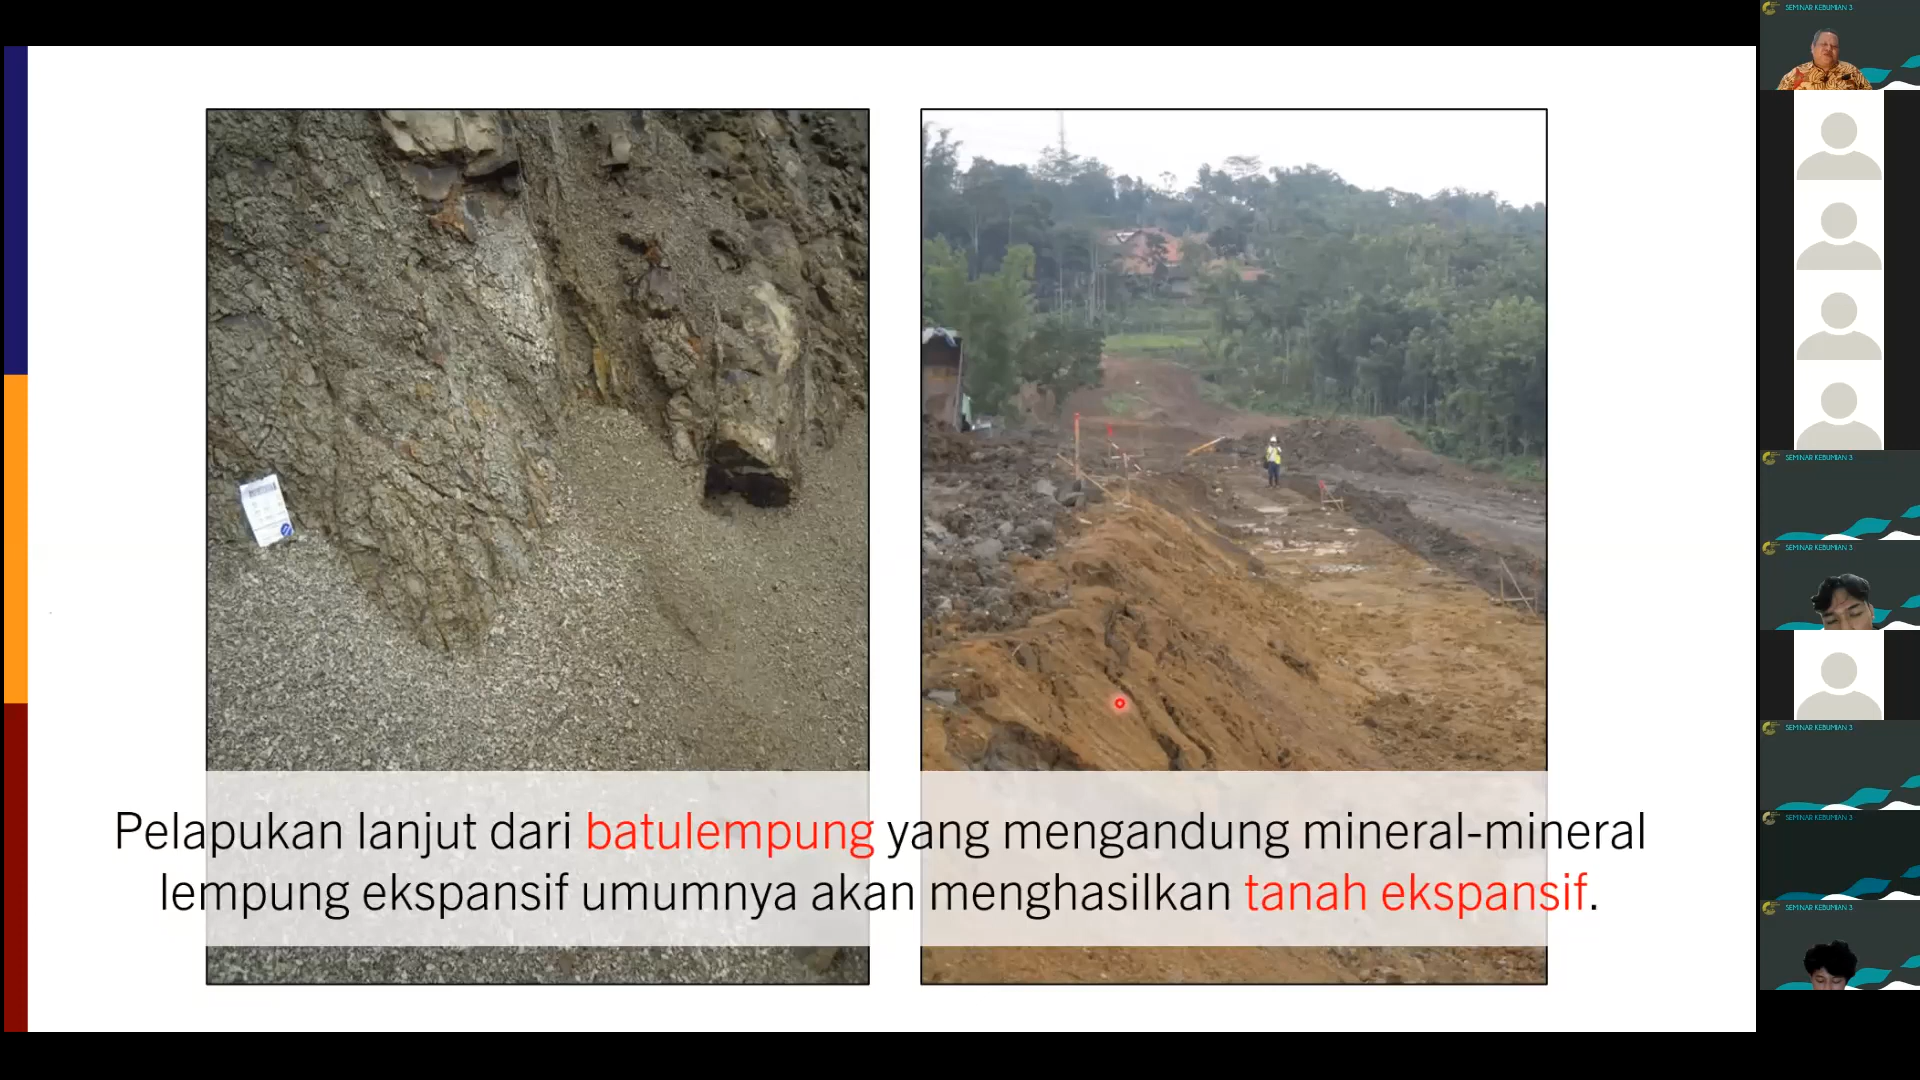 Pelapukan lanjut dari batulempung yang mengandung mineral-mineral
lempung ekspansif umumnya akan menghasilkan tanah ekspansif.
SEMINAR KEBUMIAN 3
SEMINAR KEBUMIAN 3
SEMINAR KEBUMIAN 3
SEMINAR KEBUMIAN 3
SEMINAR KEBUMIAN 3
SEMINAR KEBUMIAN 3